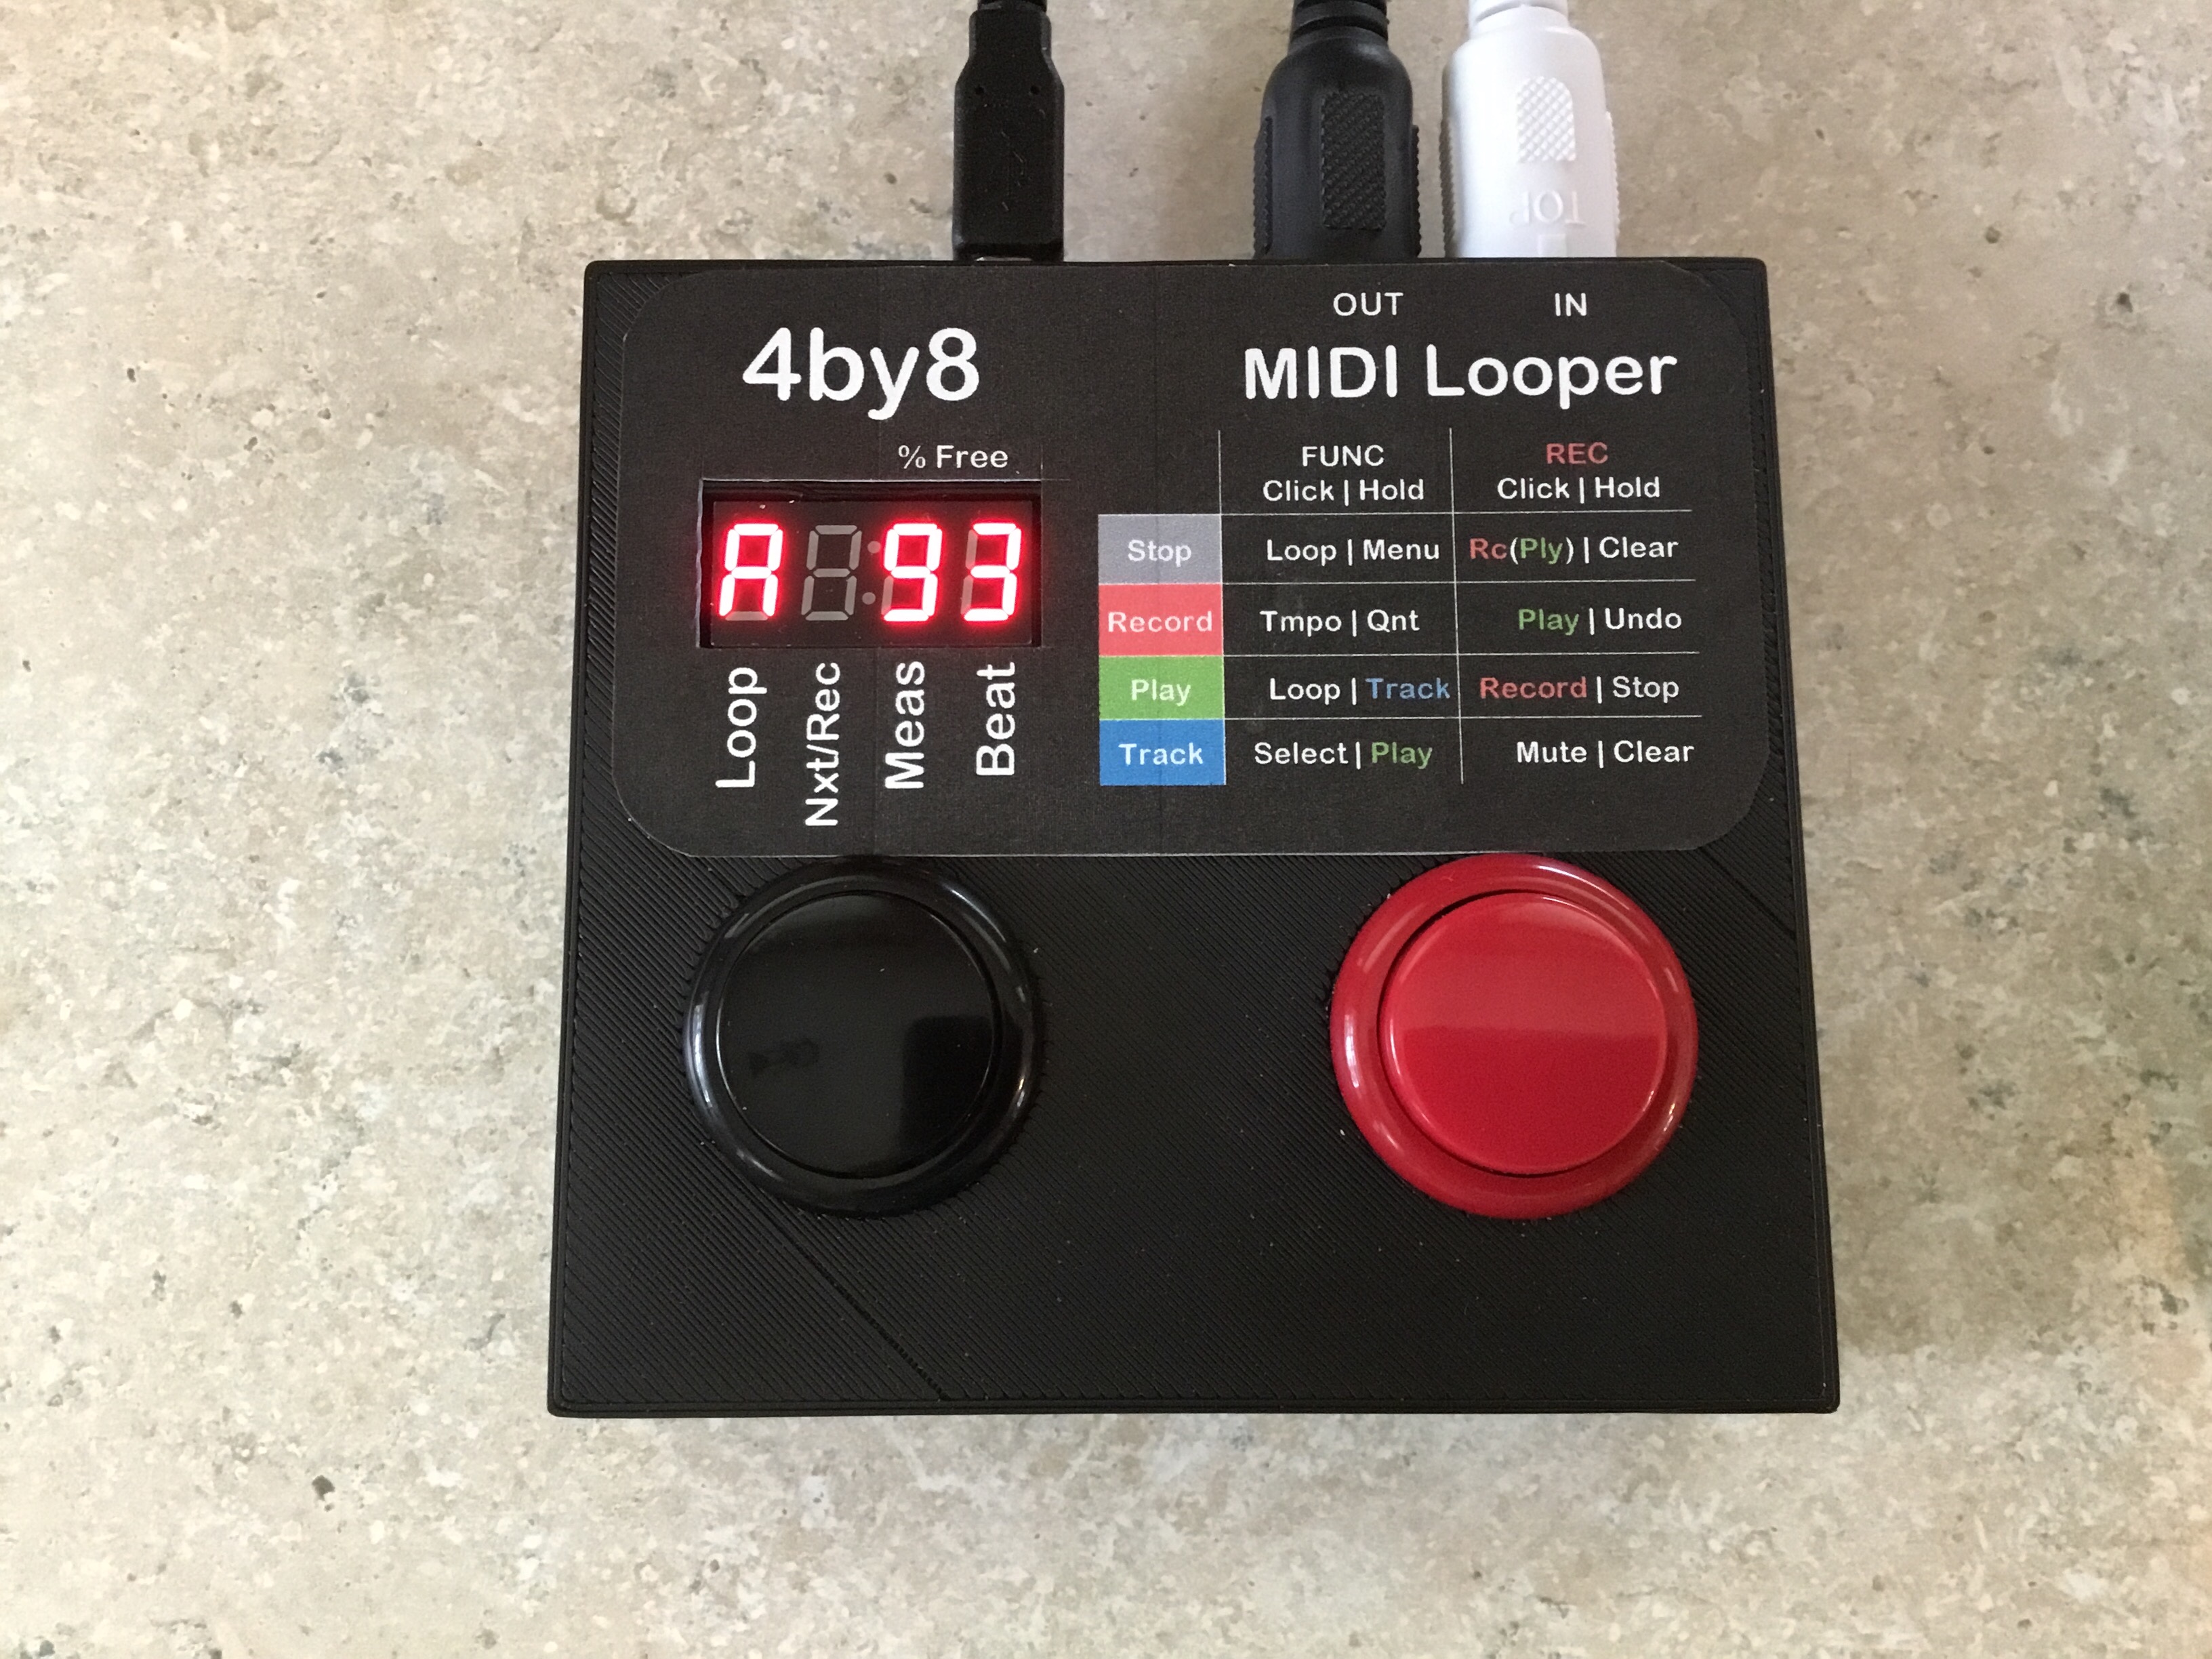 TOP
OUT IN
4by8 MIDI Looper
% Free
FUNC REC
Click | Hold Click | Hold
A 93
Stop Loop | Menu Rc(Ply) | Clear
Record Tmpo | Qnt Play | Undo
Play Loop | Track Record | Stop
Track Select | Play Mute | Clear
Loop
Nxt/Rec
Meas
Beat